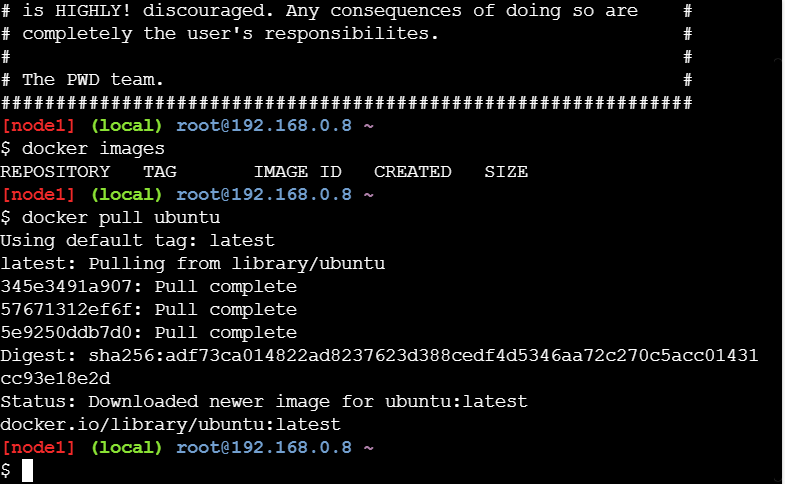 # is HIGHLY! discouraged. Any consequences of doing so are    #
# completely the user's responsibilites.                      #
#                                                             #
# The PWD team.                                               #
###############################################################
[node1] (local) root@192.168.0.8 ~
$ docker images
REPOSITORY   TAG       IMAGE ID   CREATED   SIZE
[node1] (local) root@192.168.0.8 ~
$ docker pull ubuntu
Using default tag: latest
latest: Pulling from library/ubuntu
345e3491a907: Pull complete
57671312ef6f: Pull complete
5e9250ddb7d0: Pull complete
Digest: sha256:adf73ca014822ad8237623d388cedf4d5346aa72c270c5acc01431
cc93e18e2d
Status: Downloaded newer image for ubuntu:latest
docker.io/library/ubuntu:latest
[node1] (local) root@192.168.0.8 ~
$